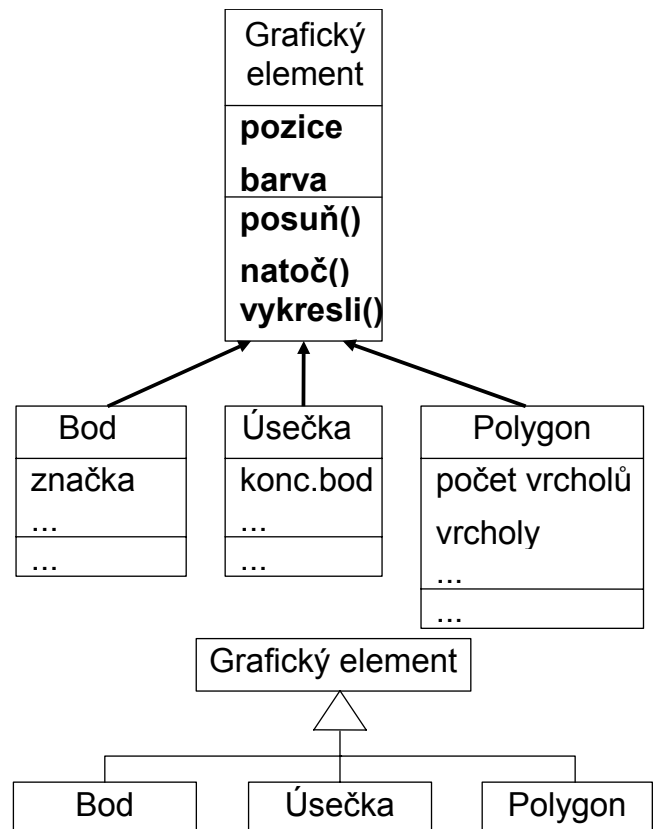 Grafický
element
pozice
barva
posuň()
natoč()
vykresli()
Bod
značka
...
...
Úsečka
konc.bod
...
...
Polygon
počet vrcholů
vrcholy
...
...
Grafický element
Bod
Úsečka
Polygon